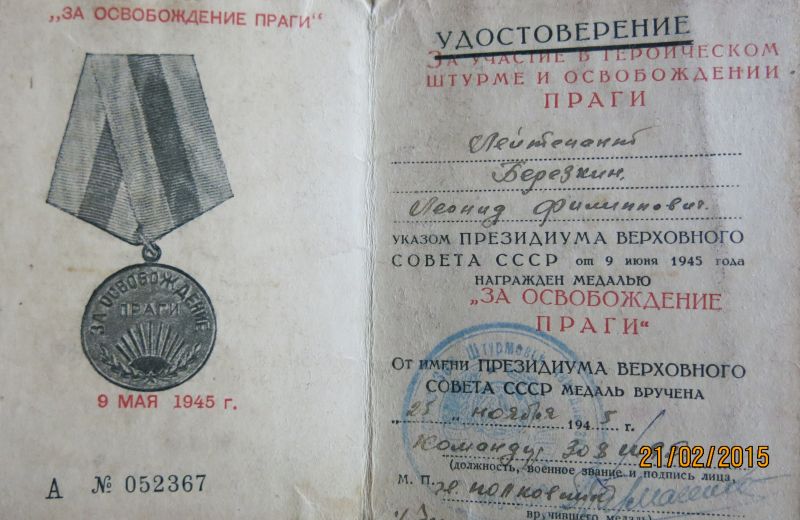 „ЗА ОСВОБОЖДЕНИЕ ПРАГИ"
ЗА ОСВОБОЖДЕНИЕ
ПРАГИ
9 МАЯ 1945 г.
А № 052367
УДОСТОВЕРЕНИЕ
ЗА УЧАСТИЕ В ГЕРОИЧЕСКОМ
ШТУРМЕ И ОСВОБОЖДЕНИИ
ПРАГИ
Лейтенант
Березкин
Леонид Филиппович.
УКАЗОМ ПРЕЗИДИУМА ВЕРХОВНОГО
СОВЕТА СССР от 9 июня 1945 года
НАГРАЖДЕН МЕДАЛЬЮ
„ЗА ОСВОБОЖДЕНИЕ
ПРАГИ“
От имени ПРЕЗИДИУМА ВЕРХОВНОГО
СОВЕТА СССР МЕДАЛЬ ВРУЧЕНА
"25" ноября 1945 г.
Командир
21/02/2015
(должность, военное звание и подпись лица,
М. П.
вручившего медаль)